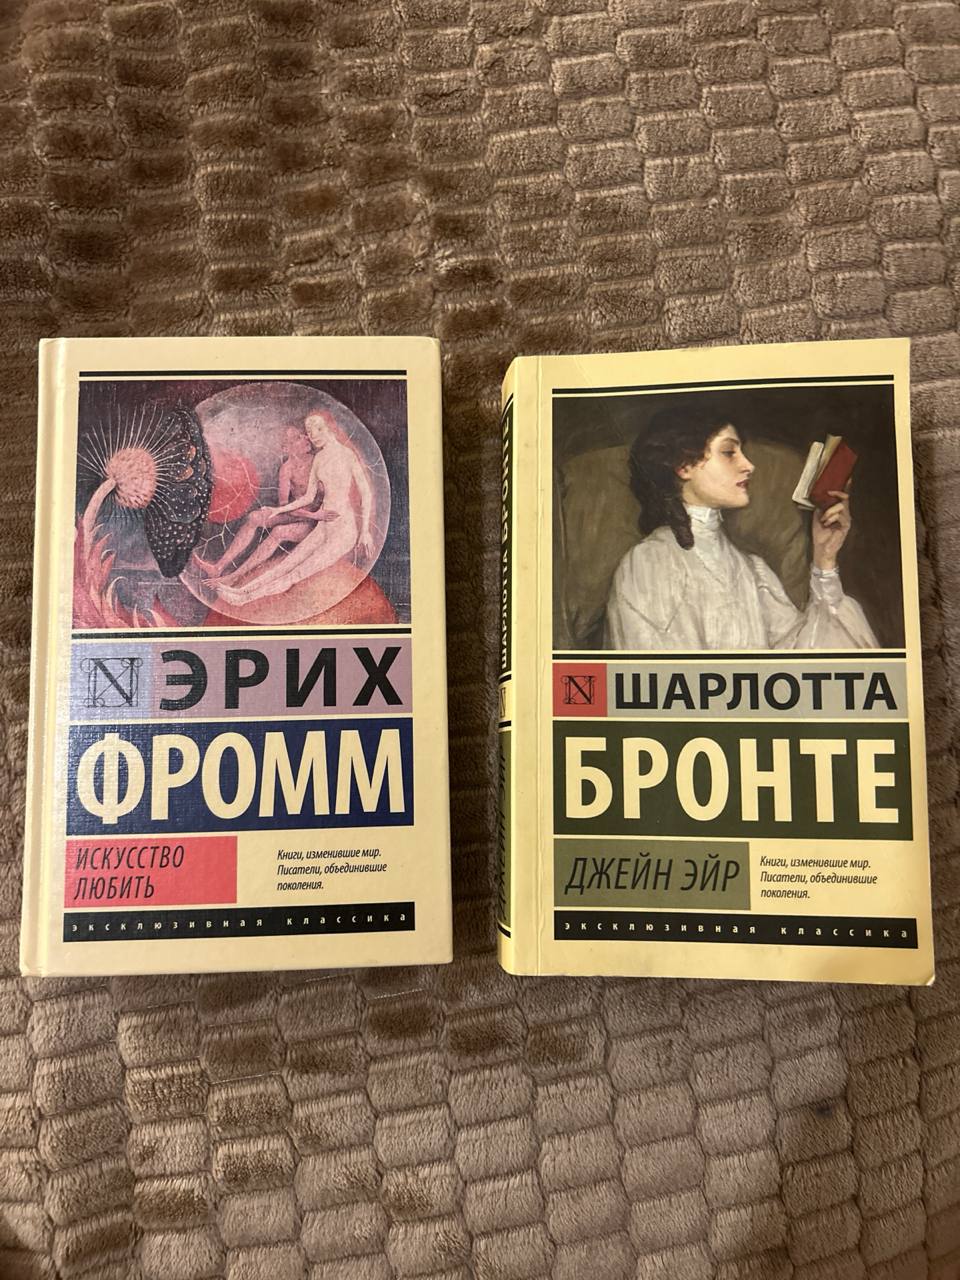 ЭРИХ
ФРОММ
ИСКУССТВО
ЛЮБИТЬ
Книги, изменившие мир.
Писатели, объединившие
поколения.
эксклюзивная классика
ШАРЛОТТА БРОНТЕ
N
ШАРЛОТТА
БРОНТЕ
ДЖЕЙН ЭЙР
Книги, изменившие мир.
Писатели, объединившие
поколения.
эксклюзивная классика